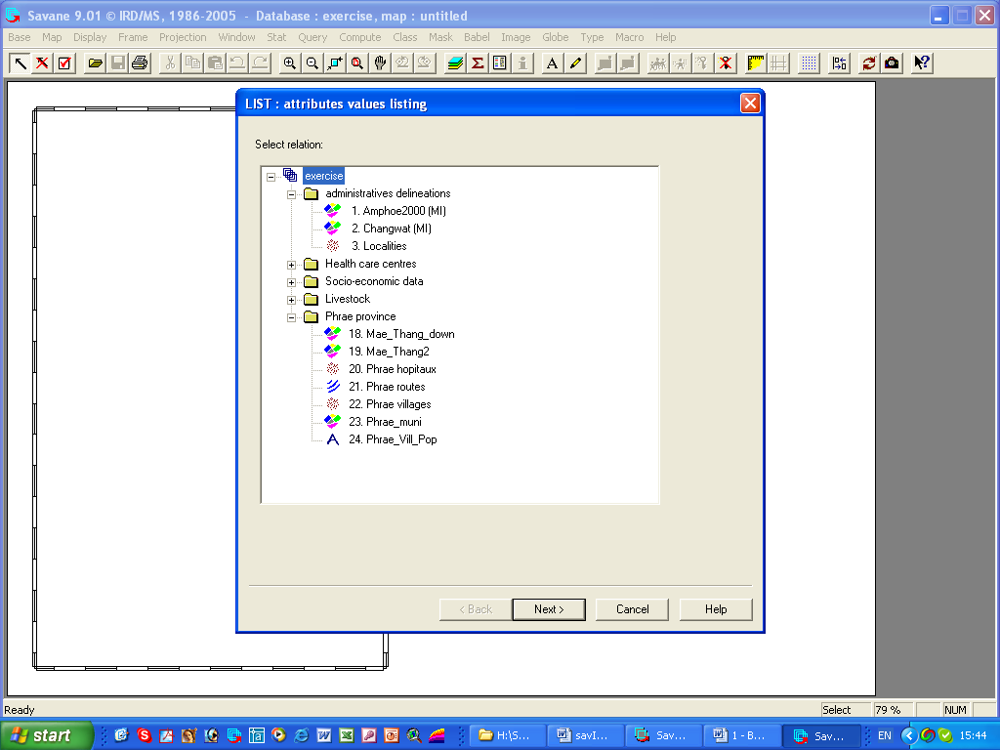 Savane 9.01 © IRD/MS, 1986-2005 - Database : exercise, map : untitled
Base Map Display Frame Projection Window Stat Query Compute Class Mask Babel Image Globe Type Macro Help
LIST : attributes values listing
Select relation:
exercise
administratives delineations
1. Amphoe2000 (MI)
2. Changwat (MI)
3. Localities
Health care centres
Socio-economic data
Livestock
Phrae province
18. Mae_Thang_down
19. Mae_Thang2
20. Phrae hopitaux
21. Phrae routes
22. Phrae villages
23. Phrae_muni
24. Phrae_Vill_Pop
< Back Next > Cancel Help
Ready Select 79 % NUM
start H:\S... savI... Sav... 1 - B... Sav... EN 15:44